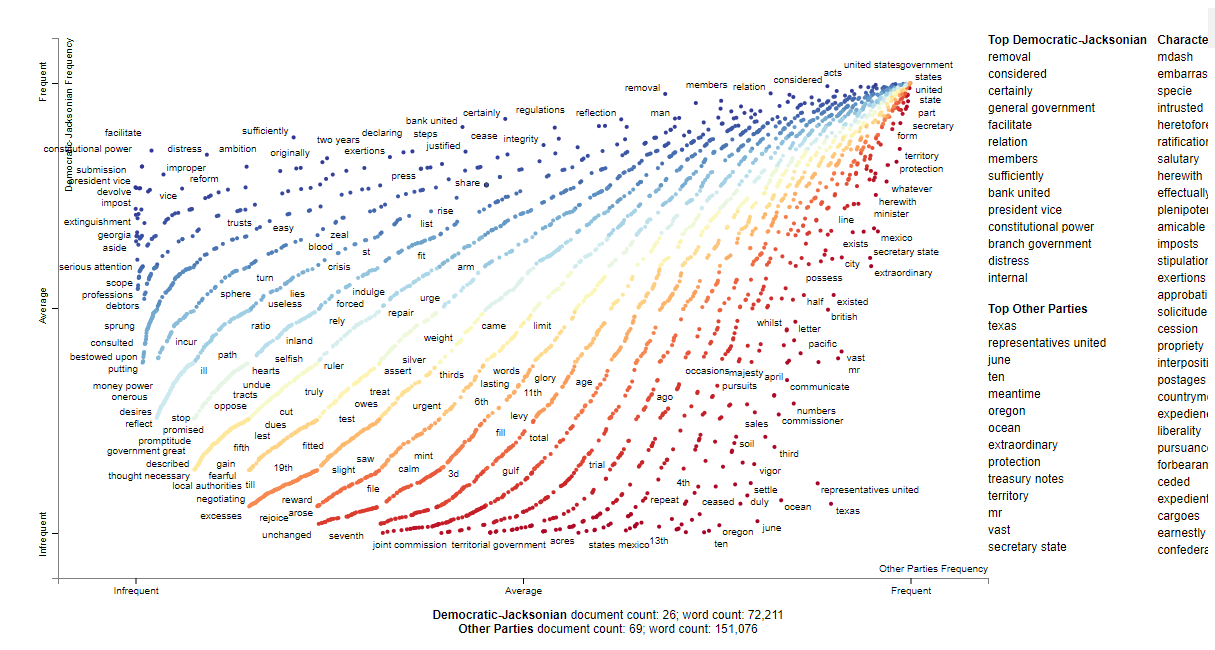 Democratic-Jacksonian Frequency
Frequent
Average
Infrequent
united states government
acts
considered
states
members relation
removal
united
state
regulations
certainly
reflection
man
part
bank united
secretary
facilitate
sufficiently
declaring steps
cease integrity
form
two years
justified
constitutional power
distress ambition
originally
exertions
territory
submission
improper
protection
president vice
reform
press
share
devolve
vice
whatever
impost
herewith
rise
minister
extinguishment
trusts easy
list
line
georgia
zeal
mexico
aside
blood
st
exists
secretary state
fit
serious attention
crisis
arm
city
extraordinary
scope
turn
possess
professions
sphere lies
indulge
urge
debtors
useless
forced
half existed
repair
british
sprung
ratio
rely
came limit
whilst letter
consulted
incur
inland
weight
pacific
bestowed upon
path
selfish
silver
vast
putting
ill
hearts
ruler
assert
thirds words
occasions majesty april
mr
money power
undue
lasting glory age
pursuits
communicate
onerous
tracts
truly
treat
11th
ago
desires
oppose
owes
urgent
6th
numbers
reflect
stop
cut
test
levy
sales
commissioner
promised
dues
fill
promptitude
lest
total
soil
government great
fifth
fitted
mint
third
described
gain
19th
saw
calm
gulf
trial
vigor
thought necessary
fearful
slight
3d
4th
local authorities till
file
settle
representatives united
negotiating
reward
repeat
ceased duly
ocean
texas
excesses
rejoice arose
oregon june
unchanged
seventh
joint commission territorial government acres states mexico 13th
ten
Other Parties Frequency
Infrequent
Average
Frequent
Democratic-Jacksonian document count: 26; word count: 72,211
Other Parties document count: 69; word count: 151,076
Top Democratic-Jacksonian
removal
considered
certainly
general government
facilitate
relation
members
sufficiently
bank united
president vice
constitutional power
branch government
distress
internal
Top Other Parties
texas
representatives united
june
ten
meantime
oregon
ocean
extraordinary
protection
treasury notes
territory
mr
vast
secretary state
Characte
mdash
embarras
specie
intrusted
heretofore
ratification
salutary
herewith
effectually
plenipoter
amicable
imposts
stipulation
exertions
approbati
solicitude
cession
propriety
interpositi
postages
countryme
expedienc
liberality
pursuance
forbearan
ceded
expedient
cargoes
earnestly
confedera